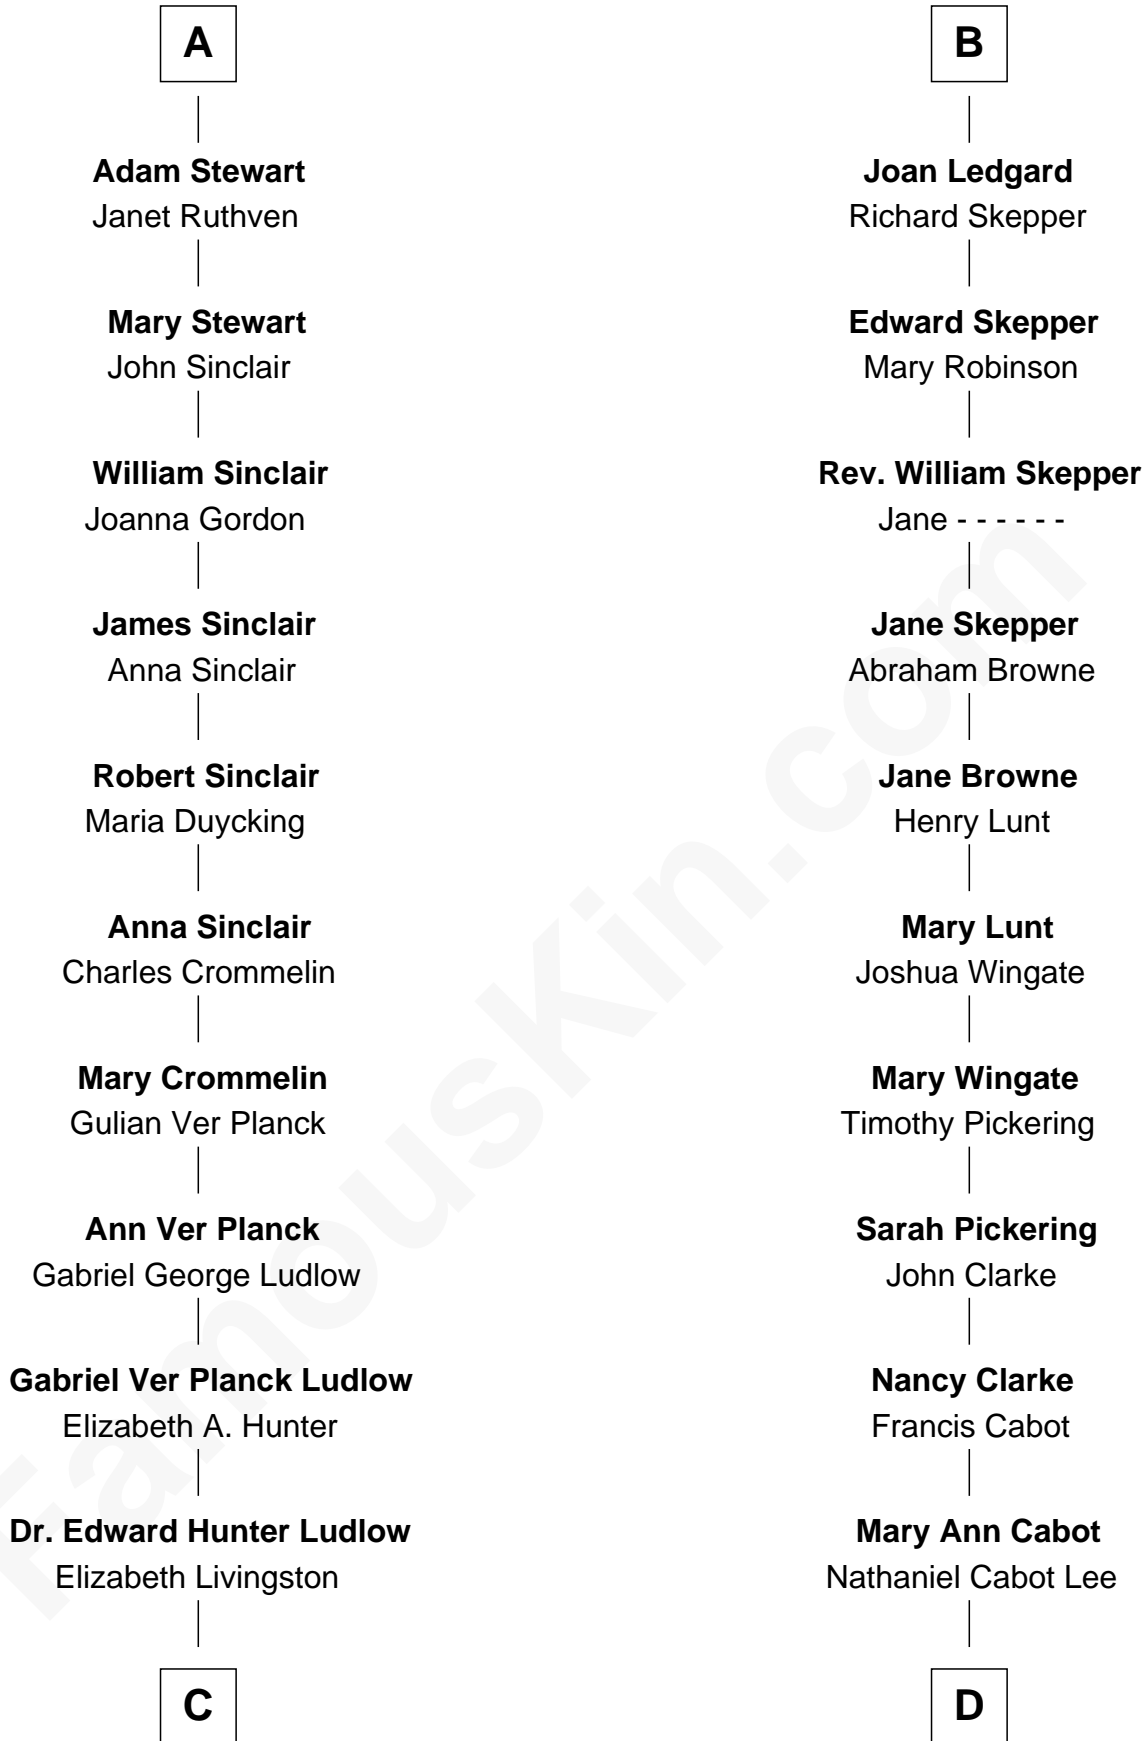 A
Adam Stewart
Janet Ruthven
Mary Stewart
John Sinclair
William Sinclair
Joanna Gordon
James Sinclair
Anna Sinclair
Robert Sinclair
Maria Duycking
Anna Sinclair
Charles Crommelin
Mary Crommelin
Gulian Ver Planck
Ann Ver Planck
Gabriel George Ludlow
Gabriel Ver Planck Ludlow
Elizabeth A. Hunter
Dr. Edward Hunter Ludlow
Elizabeth Livingston
C
B
Joan Ledgard
Richard Skepper
Edward Skepper
Mary Robinson
Rev. William Skepper
Jane - - - - - -
Jane Skepper
Abraham Browne
Jane Browne
Henry Lunt
Mary Lunt
Joshua Wingate
Mary Wingate
Timothy Pickering
Sarah Pickering
John Clarke
Nancy Clarke
Francis Cabot
Mary Ann Cabot
Nathaniel Cabot Lee
D
FamousKin.com